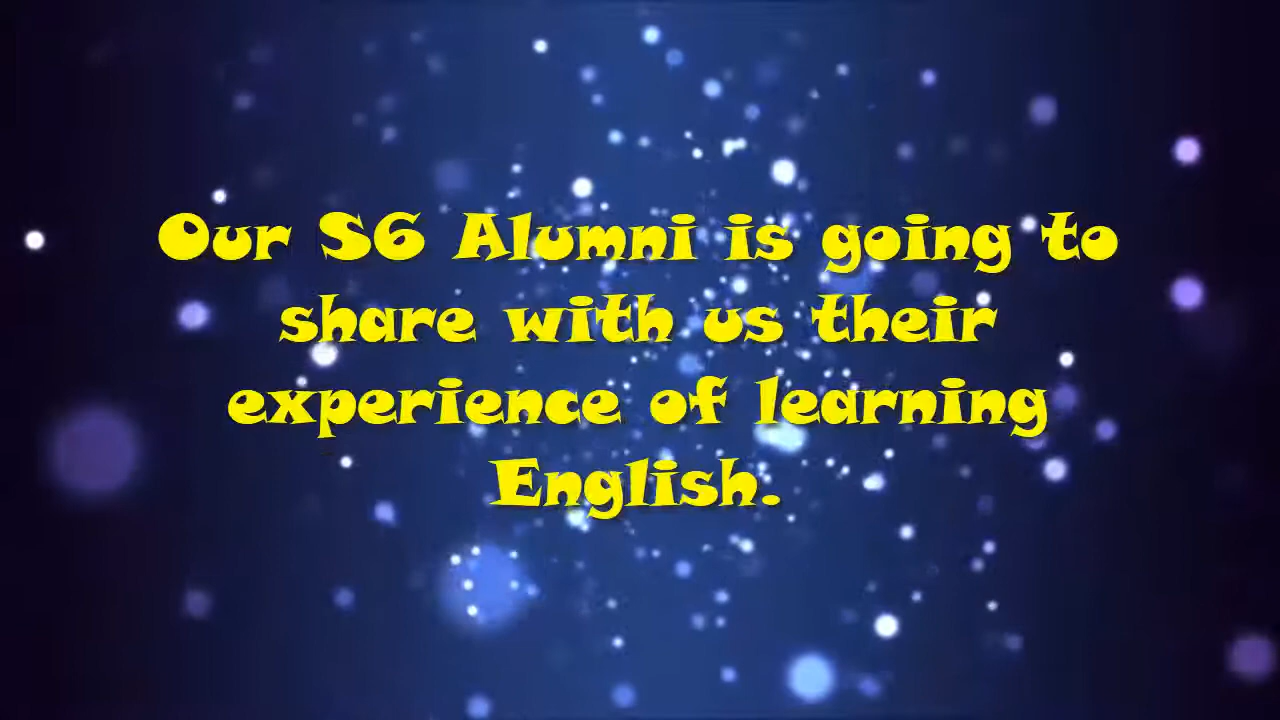 Our S6 Alumni is going to
share with us their
experience of learning
English.